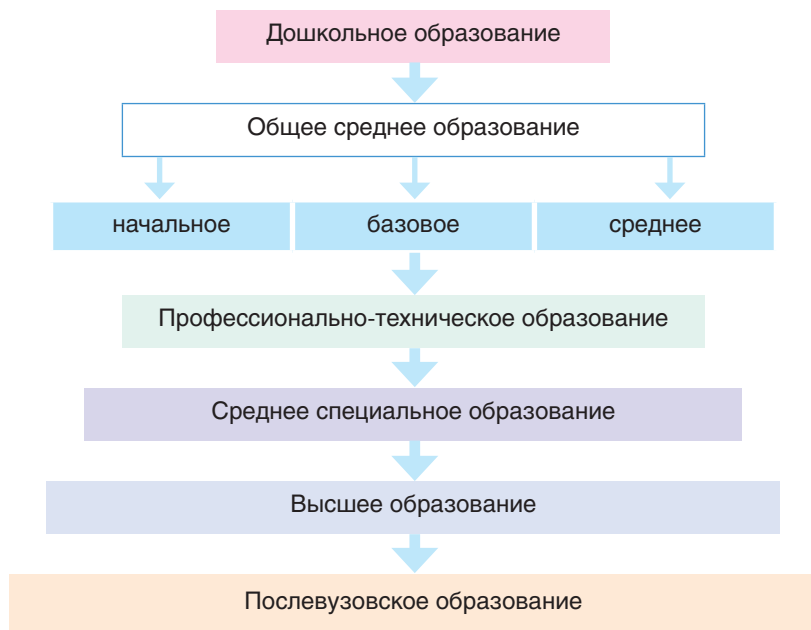 Дошкольное образование
Общее среднее образование
начальное
базовое
среднее
Профессионально-техническое образование
Среднее специальное образование
Высшее образование
Послевузовское образование